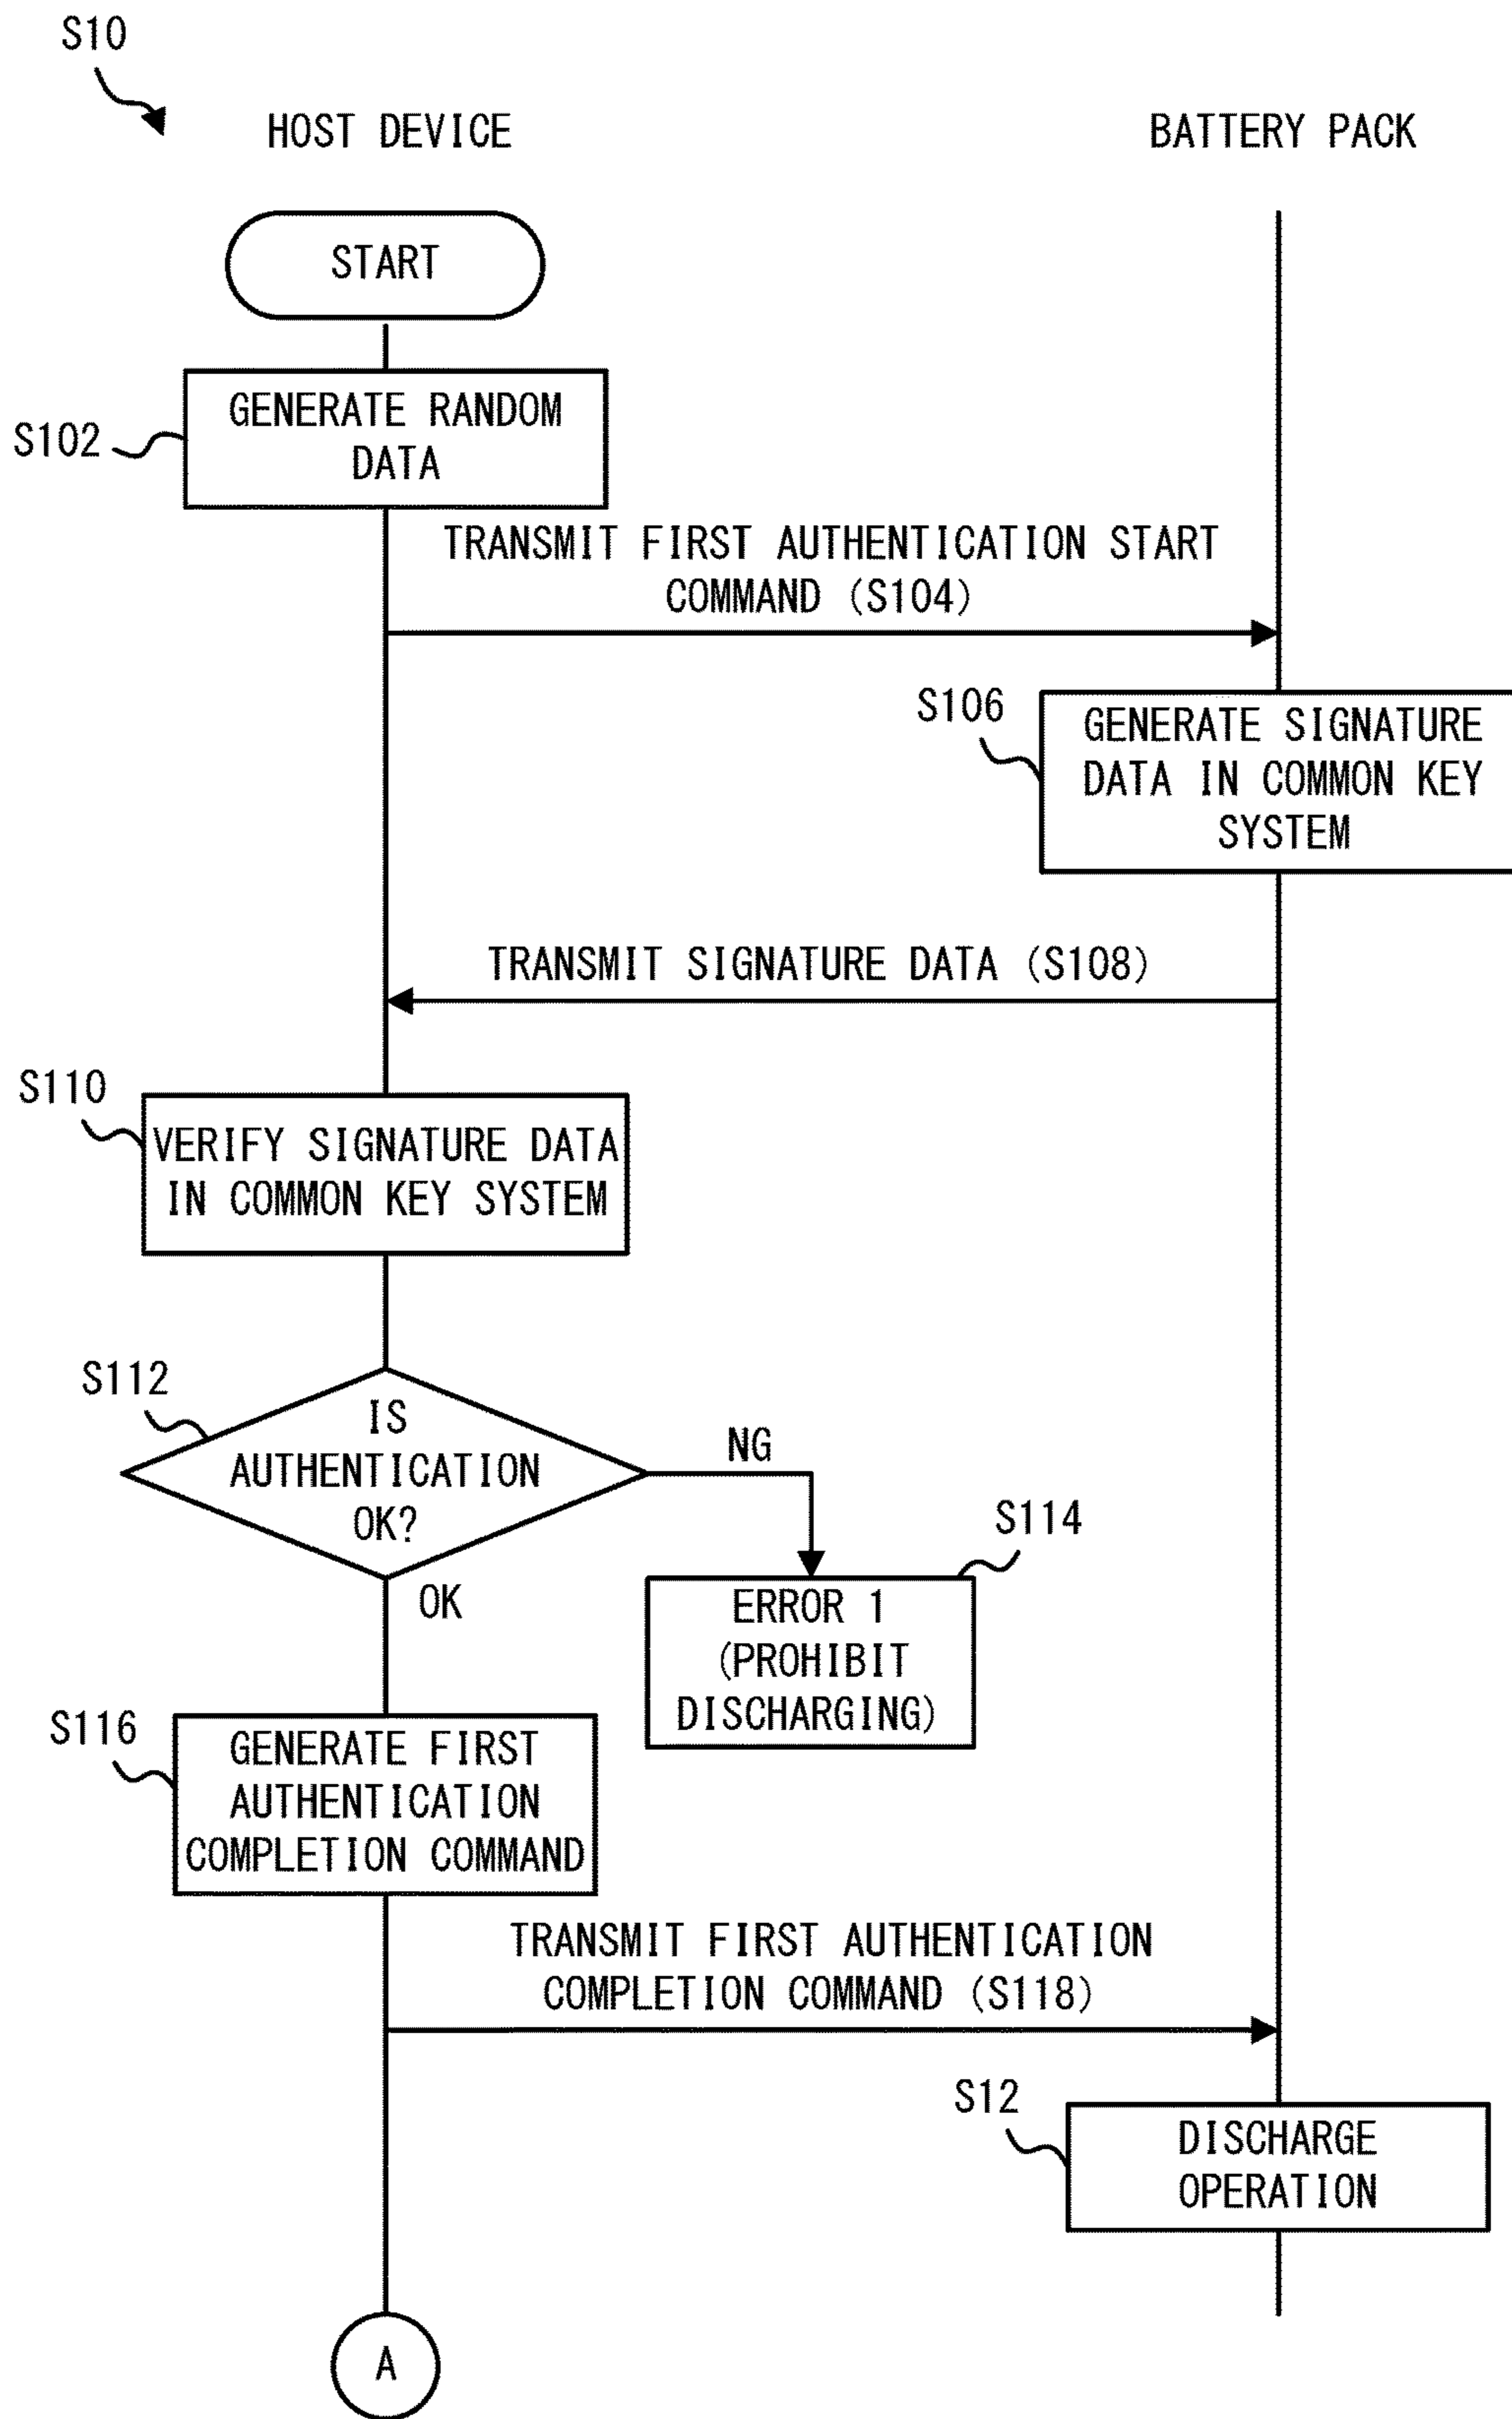 S10
HOST DEVICE
BATTERY PACK
START
S102
GENERATE RANDOM
DATA
TRANSMIT FIRST AUTHENTICATION START
COMMAND (S104)
S106
GENERATE SIGNATURE
DATA IN COMMON KEY
SYSTEM
TRANSMIT SIGNATURE DATA (S108)
S110
VERIFY SIGNATURE DATA
IN COMMON KEY SYSTEM
S112
IS
AUTHENTICATION
OK?
NG
OK
S114
ERROR 1
(PROHIBIT
DISCHARGING)
S116
GENERATE FIRST
AUTHENTICATION
COMPLETION COMMAND
TRANSMIT FIRST AUTHENTICATION
COMPLETION COMMAND (S118)
S12
DISCHARGE
OPERATION
A